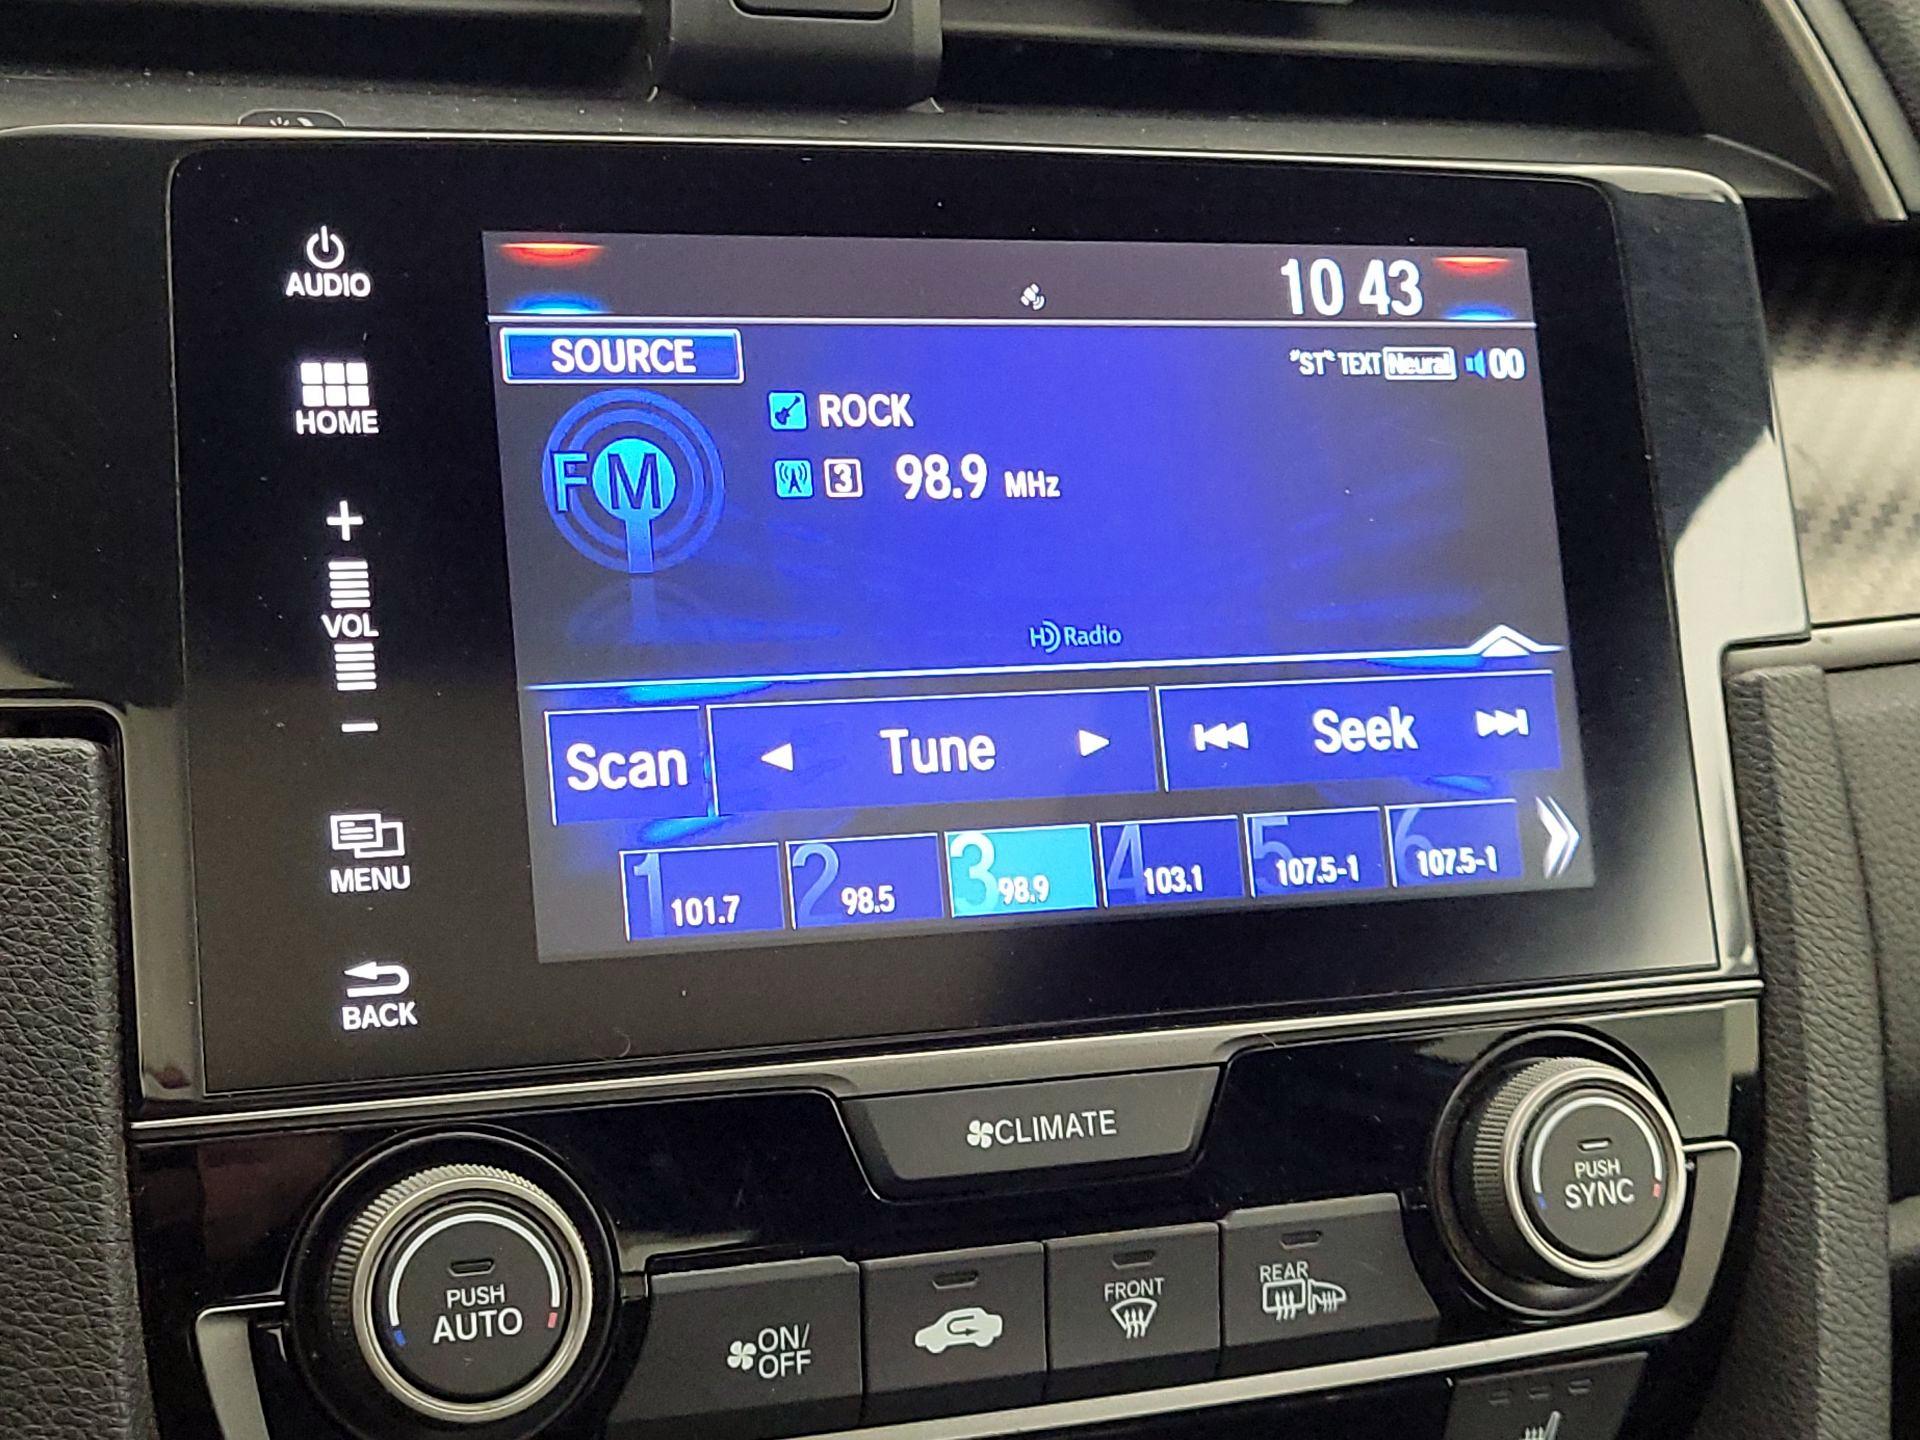 AUDIO
10 43
SOURCE
"ST" TEXT Neural 00
HOME
ROCK
FM
3 98.9 MHz
+
VOL
−
HD Radio
Scan Tune Seek
MENU
1 101.7
2 98.5
3 98.9
4 103.1
5 107.5-1
6 107.5-1
BACK
CLIMATE
PUSH
SYNC
PUSH
AUTO
ON/
OFF
FRONT
REAR